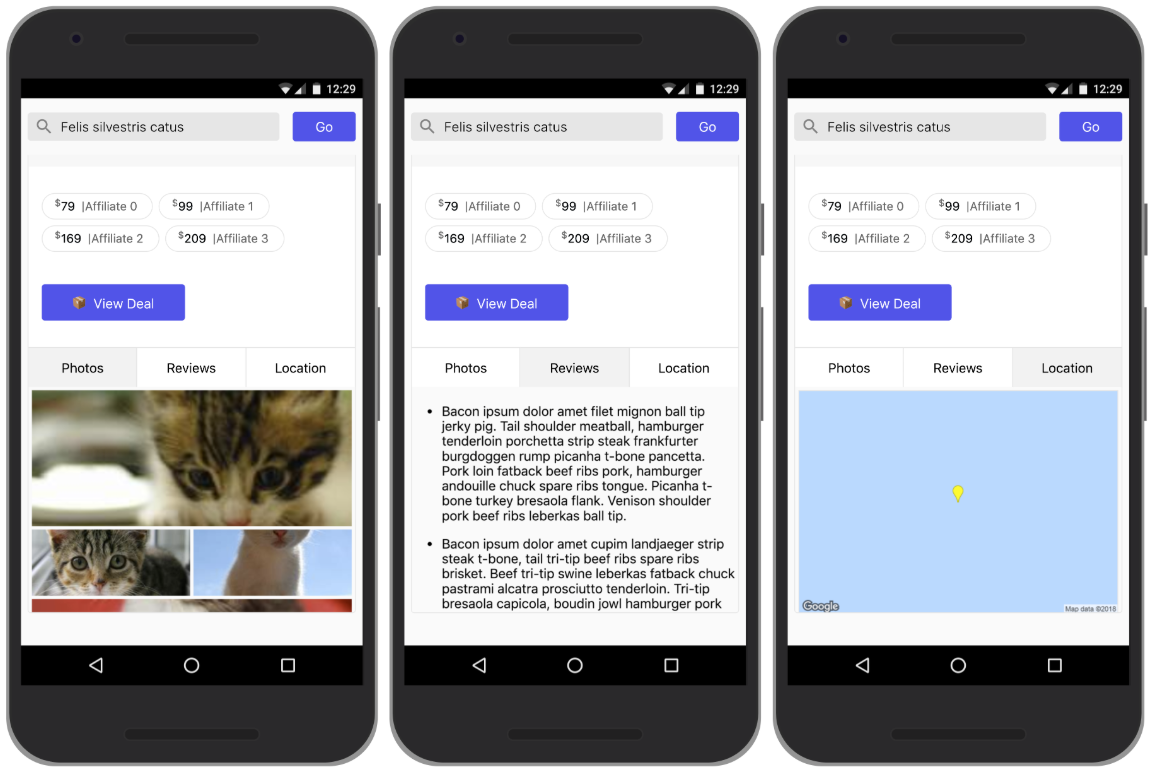 12:29
Felis silvestris catus
Go
$79 |Affiliate 0
$99 |Affiliate 1
$169 |Affiliate 2
$209 |Affiliate 3
View Deal
Photos
Reviews
Location
12:29
Felis silvestris catus
Go
$79 |Affiliate 0
$99 |Affiliate 1
$169 |Affiliate 2
$209 |Affiliate 3
View Deal
Photos
Reviews
Location
• Bacon ipsum dolor amet filet mignon ball tip
jerky pig. Tail shoulder meatball, hamburger
tenderloin porchetta strip steak frankfurter
burgdoggen rump picanha t-bone pancetta.
Pork loin fatback beef ribs pork, hamburger
andouille chuck spare ribs tongue. Picanha t-
bone turkey bresaola flank. Venison shoulder
pork beef ribs leberkas ball tip.
• Bacon ipsum dolor amet cupim landjaeger strip
steak t-bone, tail tri-tip beef ribs spare ribs
brisket. Beef tri-tip swine leberkas fatback chuck
pastrami alcatra prosciutto tenderloin. Tri-tip
bresaola capicola, boudin jowl hamburger pork
12:29
Felis silvestris catus
Go
$79 |Affiliate 0
$99 |Affiliate 1
$169 |Affiliate 2
$209 |Affiliate 3
View Deal
Photos
Reviews
Location
Google
Map data ©2018